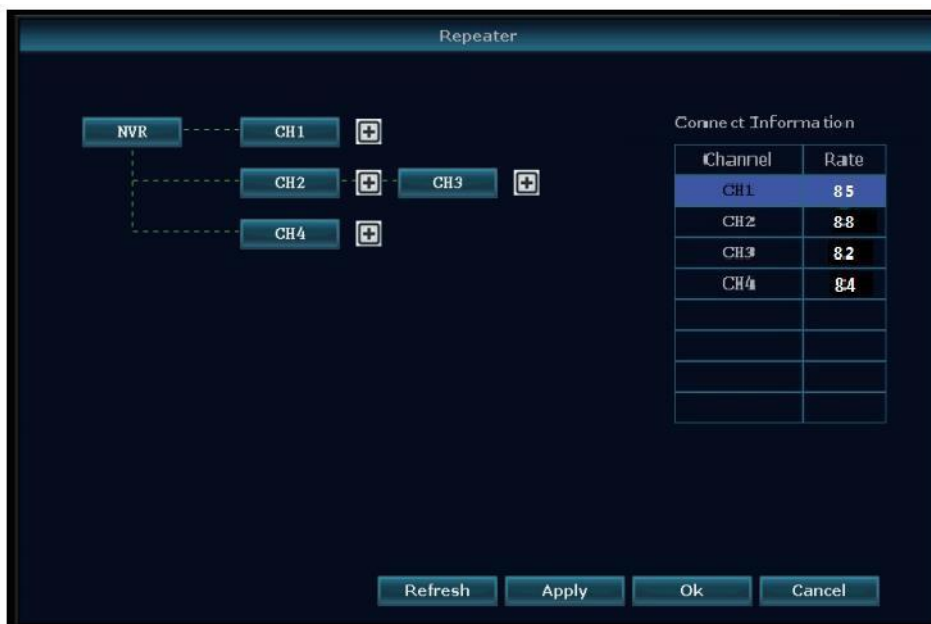 Repeater
NVR CH1
CH2 CH3
CH4
Connect Information
Channel Rate
CH1 85
CH2 88
CH3 82
CH4 84
Refresh Apply Ok Cancel